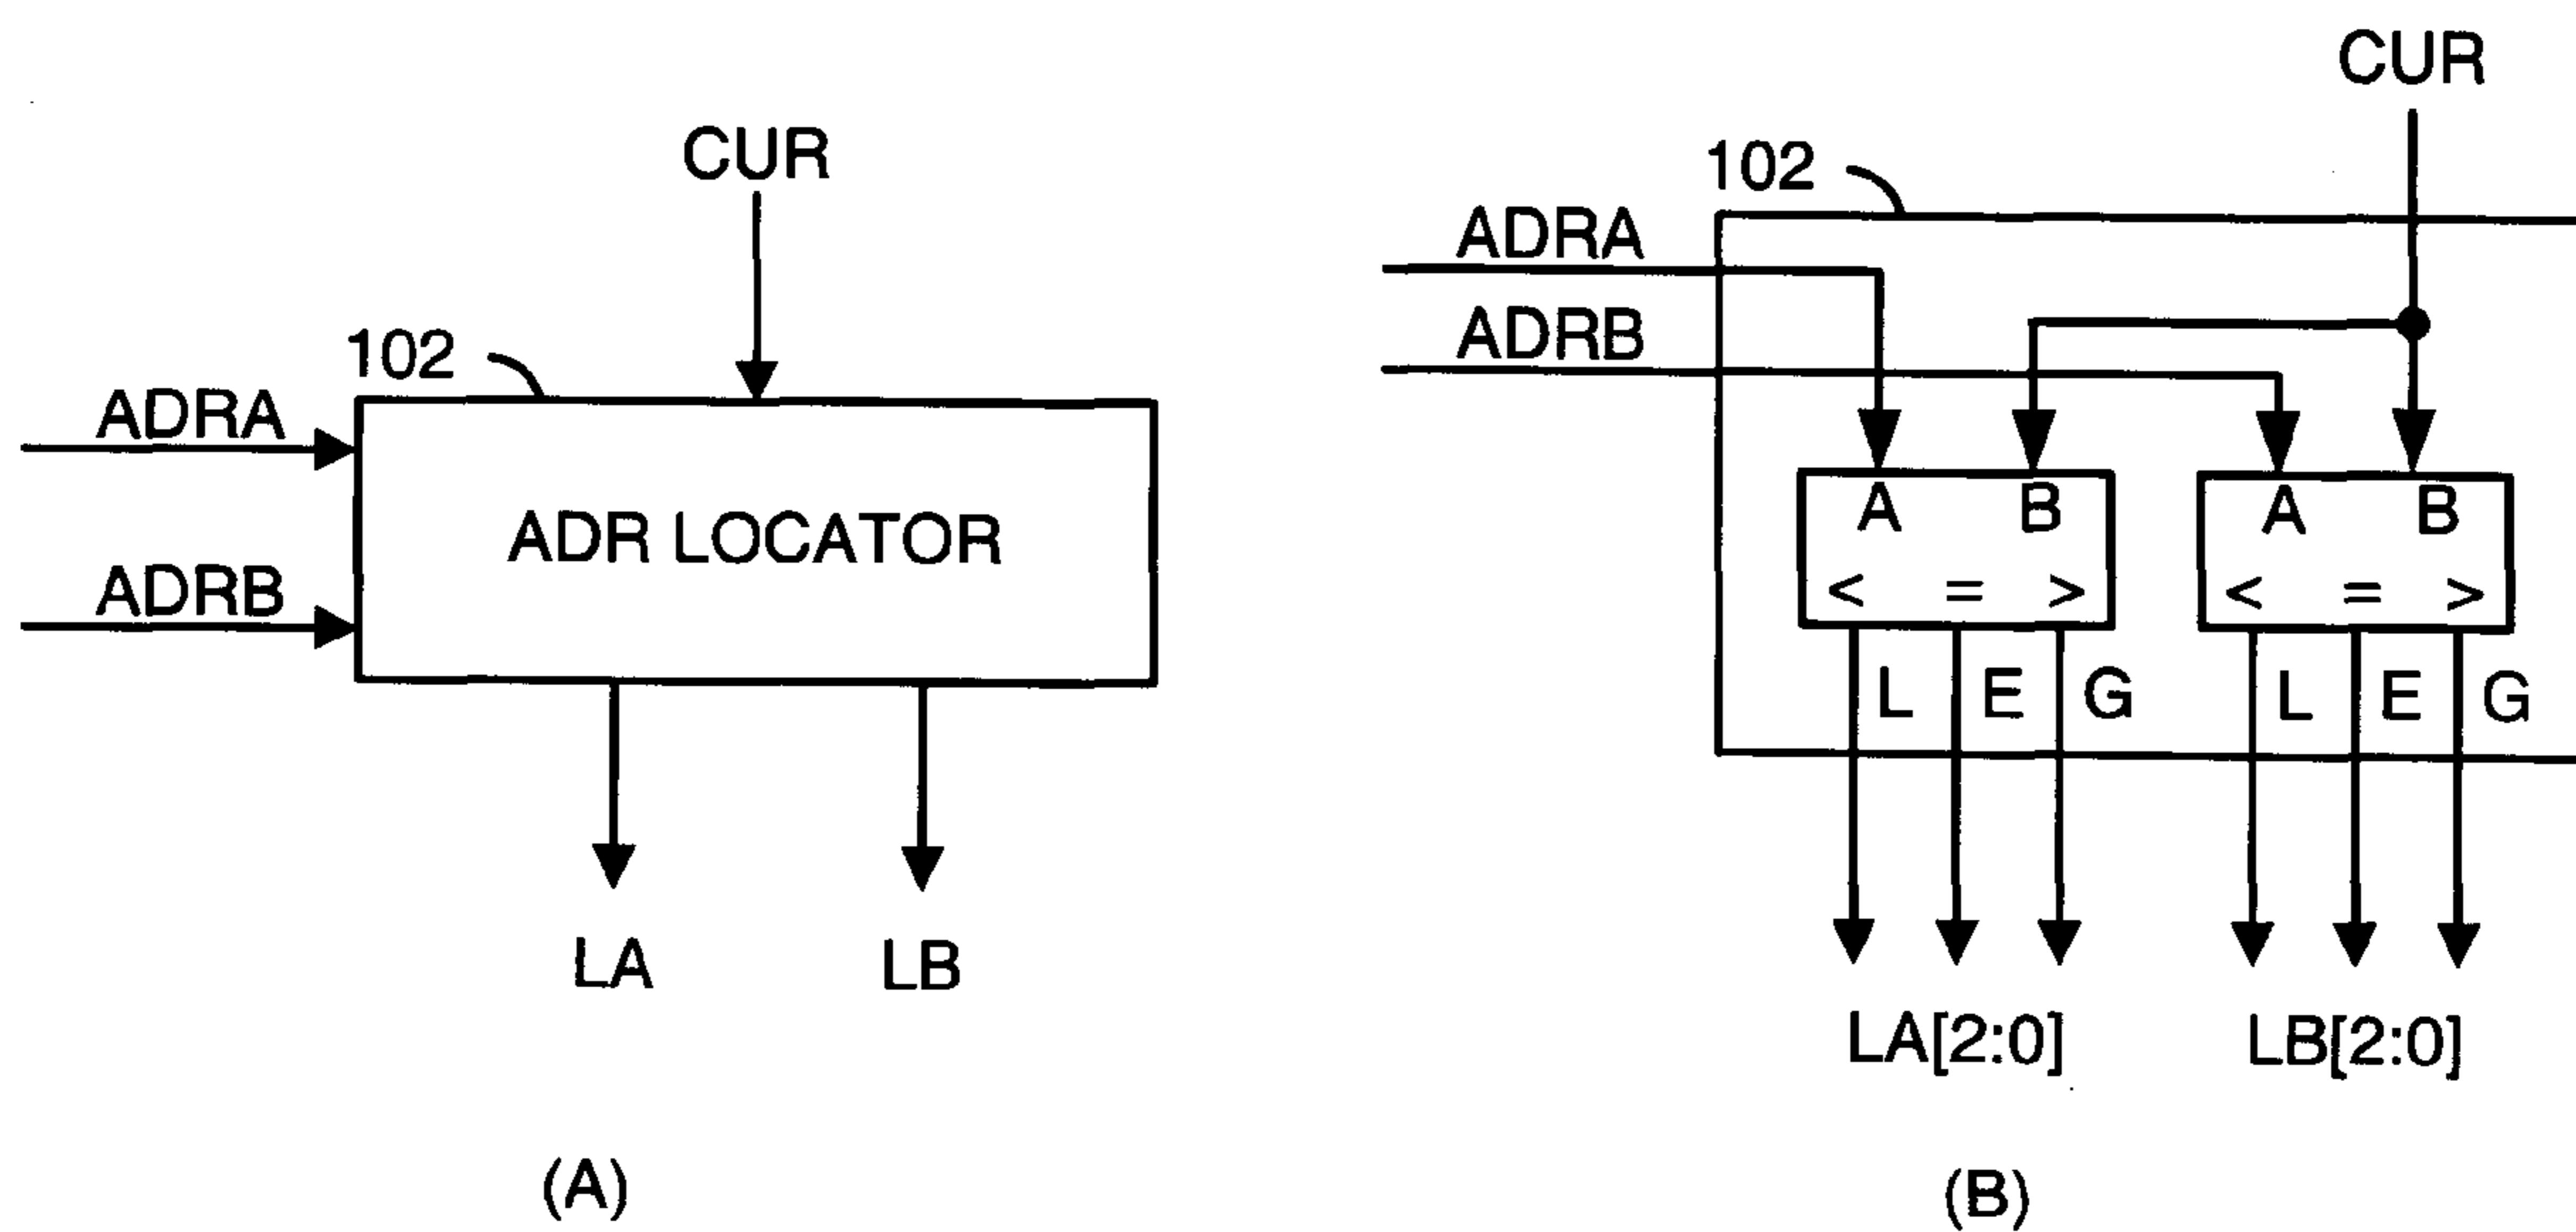 CUR
102
ADRA
ADRB
ADR LOCATOR
LA LB
(A)
CUR
102
ADRA
ADRB
A B A B
< = > < = >
L E G L E G
LA[2:0] LB[2:0]
(B)